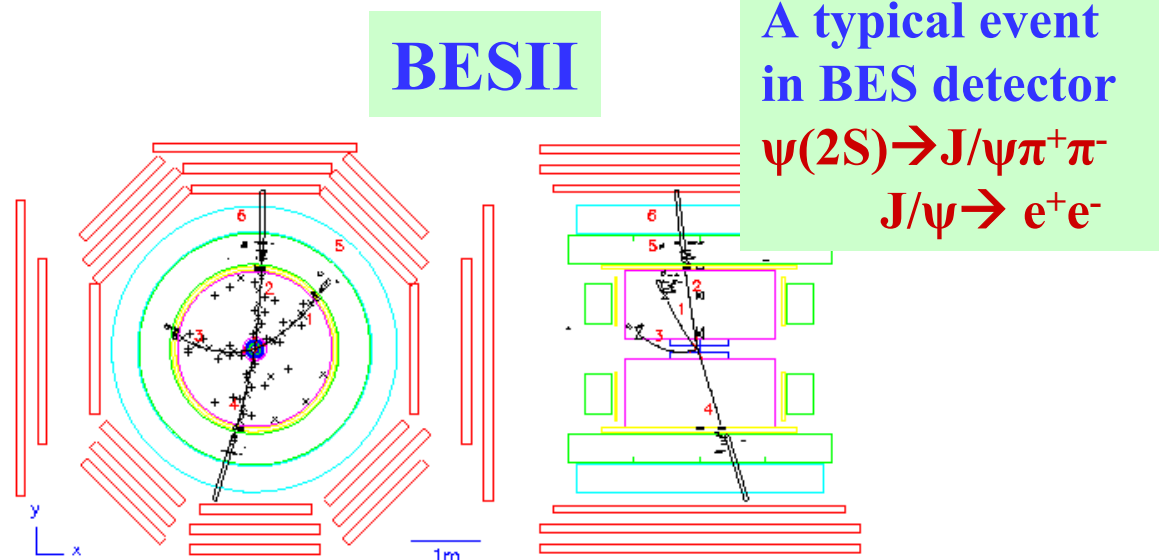 BESII
A typical event
in BES detector
ψ(2S)→J/ψπ⁺π⁻
J/ψ→ e⁺e⁻
6
5
2
1
3
4
6
5
2
1
3
4
y
x
1m